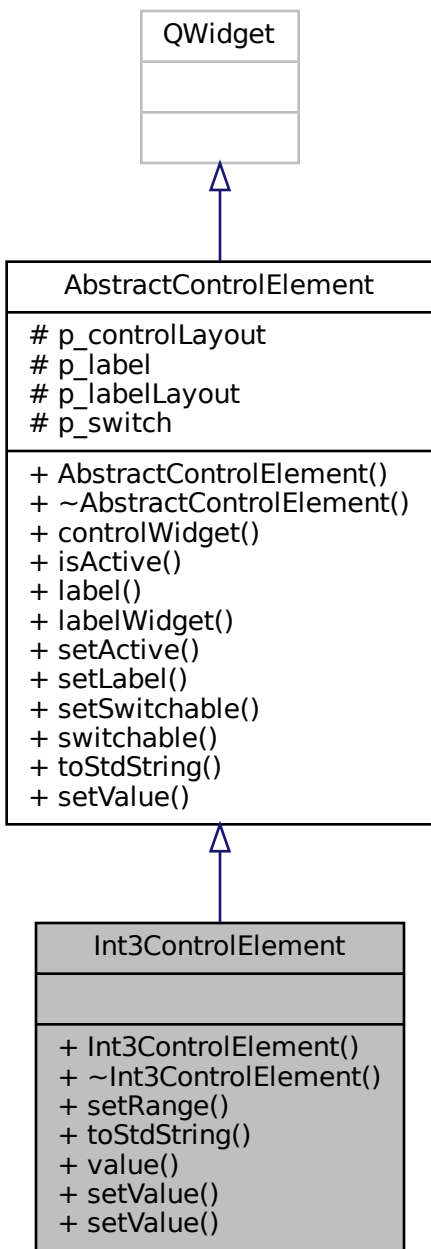 QWidget
AbstractControlElement
# p_controlLayout
# p_label
# p_labelLayout
# p_switch
+ AbstractControlElement()
+ ~AbstractControlElement()
+ controlWidget()
+ isActive()
+ label()
+ labelWidget()
+ setActive()
+ setLabel()
+ setSwitchable()
+ switchable()
+ toStdString()
+ setValue()
Int3ControlElement
+ Int3ControlElement()
+ ~Int3ControlElement()
+ setRange()
+ toStdString()
+ value()
+ setValue()
+ setValue()